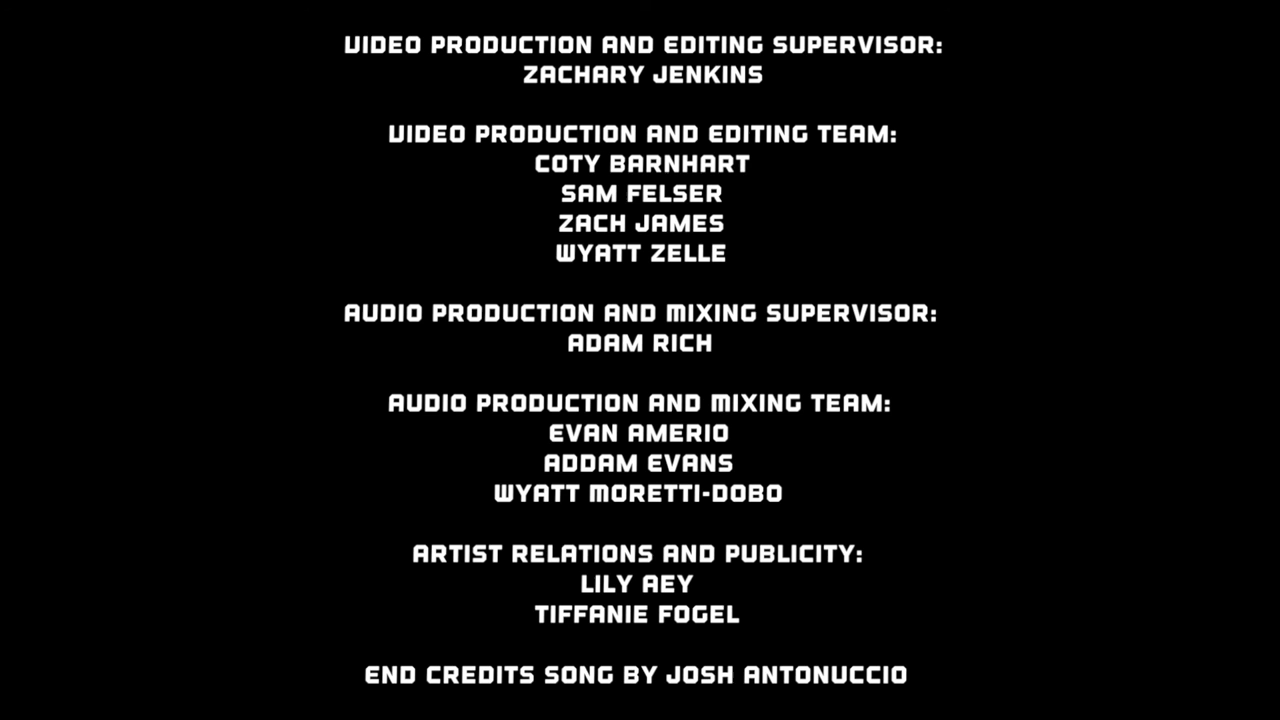 VIDEO PRODUCTION AND EDITING SUPERVISOR:
ZACHARY JENKINS
VIDEO PRODUCTION AND EDITING TEAM:
COTY BARNHART
SAM FELSER
ZACH JAMES
WYATT ZELLE
AUDIO PRODUCTION AND MIXING SUPERVISOR:
ADAM RICH
AUDIO PRODUCTION AND MIXING TEAM:
EVAN AMERIO
ADDAM EVANS
WYATT MORETTI-DOBO
ARTIST RELATIONS AND PUBLICITY:
LILY AEY
TIFFANIE FOGEL
END CREDITS SONG BY JOSH ANTONUCCIO